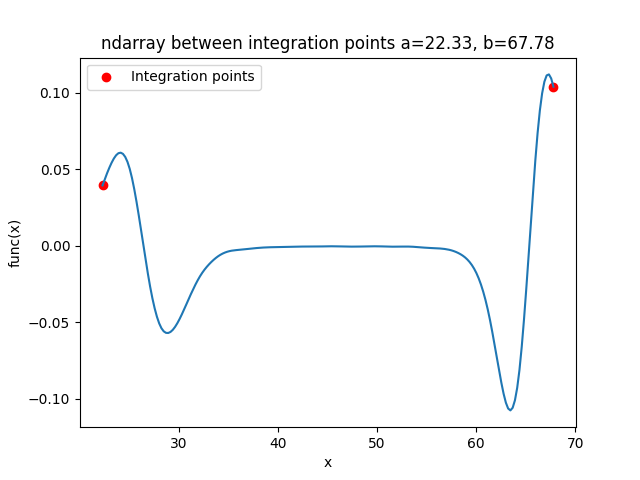 ndarray between integration points a=22.33, b=67.78
Integration points
0.10
0.05
0.00
−0.05
−0.10
func(x)
30 40 50 60 70
x